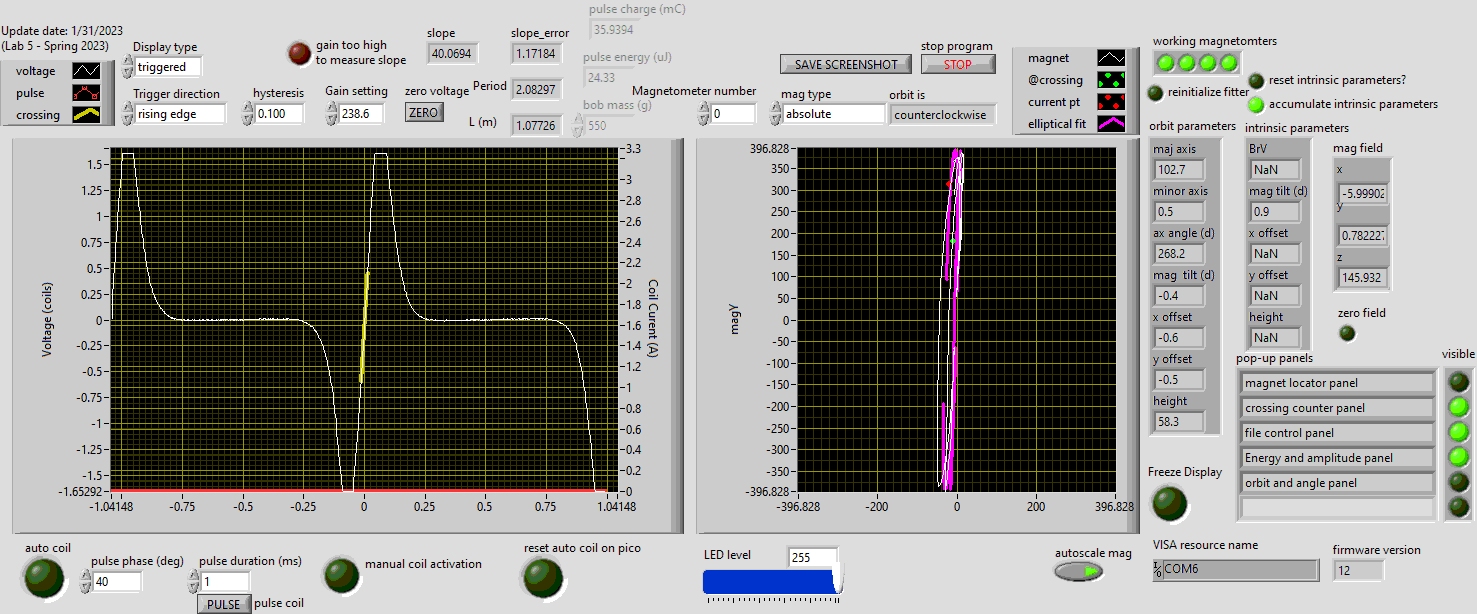 Update date: 1/31/2023
(Lab 5 - Spring 2023)
voltage
pulse
crossing
Display type
triggered
Trigger direction
rising edge
gain too high
to measure slope
hysteresis
0.100
Gain setting
238.6
zero voltage
ZERO
slope
40.0694
slope_error
1.17184
Period
2.08297
L (m)
1.07726
pulse charge (mC)
35.9394
pulse energy (uJ)
24.33
bob mass (g)
550
Magnetometer number
0
SAVE SCREENSHOT
stop program
STOP
mag type
absolute
orbit is
counterclockwise
magnet
@crossing
current pt
elliptical fit
working magnetomters
reinitialize fitter
reset intrinsic parameters?
accumulate intrinsic parameters
orbit parameters
maj axis
102.7
minor axis
0.5
ax angle (d)
268.2
mag tilt (d)
-0.4
x offset
-0.6
y offset
-0.5
height
58.3
intrinsic parameters
BrV
NaN
mag tilt (d)
0.9
x offset
NaN
y offset
NaN
height
NaN
mag field
x
-5.99902
y
0.782227
z
145.932
zero field
Voltage (coils)
1.5
1.25
1
0.75
0.5
0.25
0
-0.25
-0.5
-0.75
-1
-1.25
-1.5
-1.65292
-1.04148
-0.75
-0.5
-0.25
0
0.25
0.5
0.75
1.04148
3.3
3
2.8
2.6
2.4
2.2
2
1.8
1.6
1.4
1.2
1
0.8
0.6
0.4
0.2
0
Coil Current (A)
magy
396.828
350
300
250
200
150
100
50
0
-50
-100
-150
-200
-250
-300
-350
-396.828
-396.828
-200
0
200
396.828
pop-up panels
visible
magnet locator panel
crossing counter panel
file control panel
Energy and amplitude panel
orbit and angle panel
Freeze Display
auto coil
pulse phase (deg)
40
pulse duration (ms)
1
PULSE
pulse coil
manual coil activation
reset auto coil on pico
LED level
255
autoscale mag
VISA resource name
I/0 COM6
firmware version
12